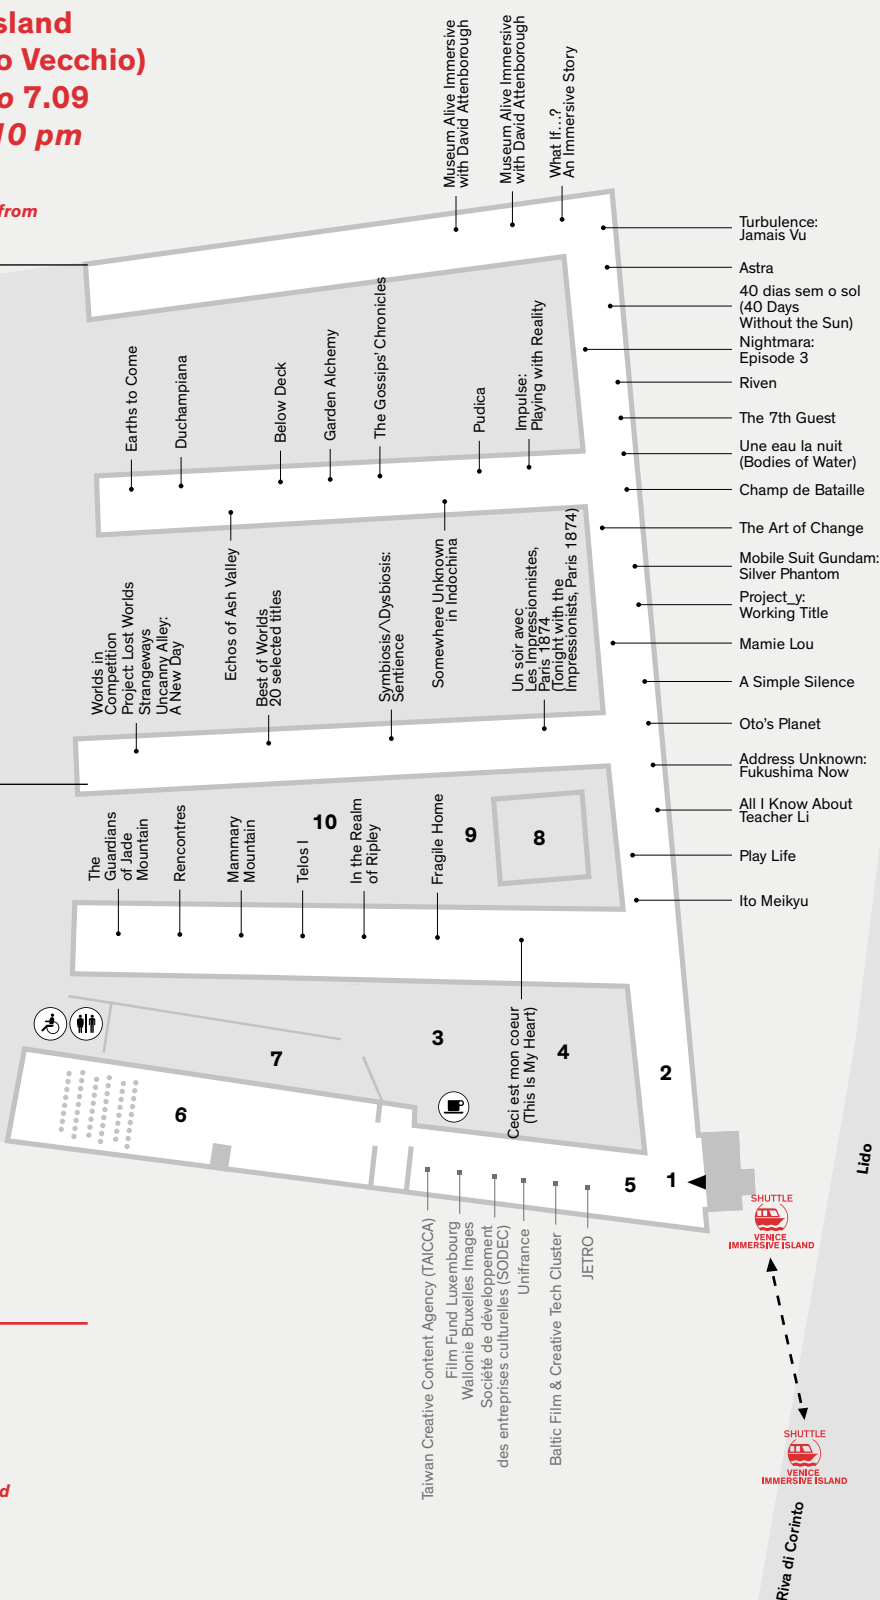 sland
o Vecchio)
o 7.09
10 pm
from
Museum Alive Immersive
with David Attenborough
Museum Alive Immersive
with David Attenborough
What If…?
An Immersive Story
Turbulence:
Jamais Vu
Astra
40 dias sem o sol
(40 Days
Without the Sun)
Nightmara:
Episode 3
Riven
The 7th Guest
Une eau la nuit
(Bodies of Water)
Champ de Bataille
The Art of Change
Mobile Suit Gundam:
Silver Phantom
Project_y:
Working Title
Mamie Lou
A Simple Silence
Oto's Planet
Address Unknown:
Fukushima Now
All I Know About
Teacher Li
Play Life
Ito Meikyu
Earths to Come
Duchampiana
Below Deck
Garden Alchemy
The Gossips' Chronicles
Pudica
Impulse:
Playing with Reality
Echos of Ash Valley
Somewhere Unknown
in Indochina
Worlds in
Competition
Project: Lost Worlds
Strangeways
Uncanny Alley:
A New Day
Best of Worlds
20 selected titles
Symbiosis/\Dysbiosis:
Sentience
Un soir avec
Les Impressionnistes,
Paris 1874
(Tonight with the
Impressionists, Paris 1874)
The
Guardians
of Jade
Mountain
Rencontres
Mammary
Mountain
Telos I
In the Realm
of Ripley
Fragile Home
10
9
8
Ceci est mon coeur
(This Is My Heart)
3
4
2
7
6
5
1
Taiwan Creative Content Agency (TAICCA)
Film Fund Luxembourg
Wallonie Bruxelles Images
Société de développement
des entreprises culturelles (SODEC)
Unifrance
Baltic Film & Creative Tech Cluster
JETRO
SHUTTLE
VENICE
IMMERSIVE ISLAND
Lido
SHUTTLE
VENICE
IMMERSIVE ISLAND
Riva di Corinto
d